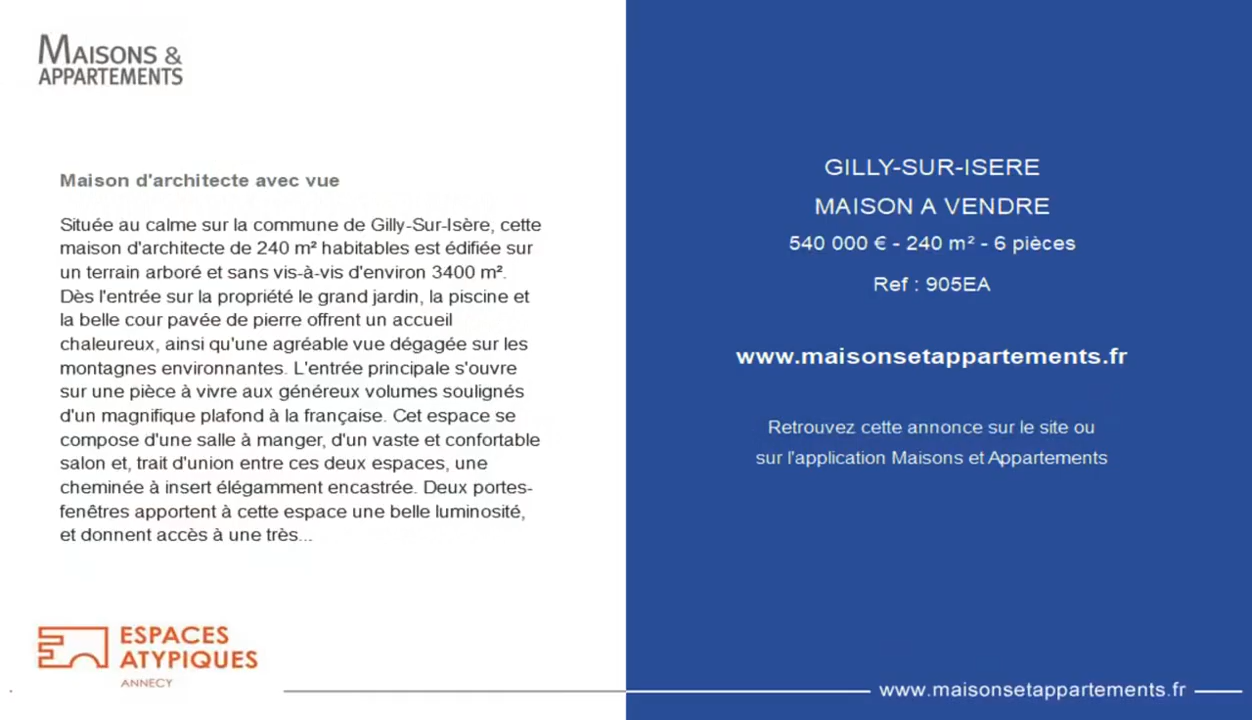 MAISONS &
APPARTEMENTS
Maison d'architecte avec vue
Située au calme sur la commune de Gilly-Sur-Isère, cette
maison d'architecte de 240 m² habitables est édifiée sur
un terrain arboré et sans vis-à-vis d'environ 3400 m².
Dès l'entrée sur la propriété le grand jardin, la piscine et
la belle cour pavée de pierre offrent un accueil
chaleureux, ainsi qu'une agréable vue dégagée sur les
montagnes environnantes. L'entrée principale s'ouvre
sur une pièce à vivre aux généreux volumes soulignés
d'un magnifique plafond à la française. Cet espace se
compose d'une salle à manger, d'un vaste et confortable
salon et, trait d'union entre ces deux espaces, une
cheminée à insert élégamment encastrée. Deux portes-
fenêtres apportent à cette espace une belle luminosité,
et donnent accès à une très...
ESPACES
ATYPIQUES
ANNECY
GILLY-SUR-ISERE
MAISON A VENDRE
540 000 € - 240 m² - 6 pièces
Ref : 905EA
www.maisonsetappartements.fr
Retrouvez cette annonce sur le site ou
sur l'application Maisons et Appartements
www.maisonsetappartements.fr